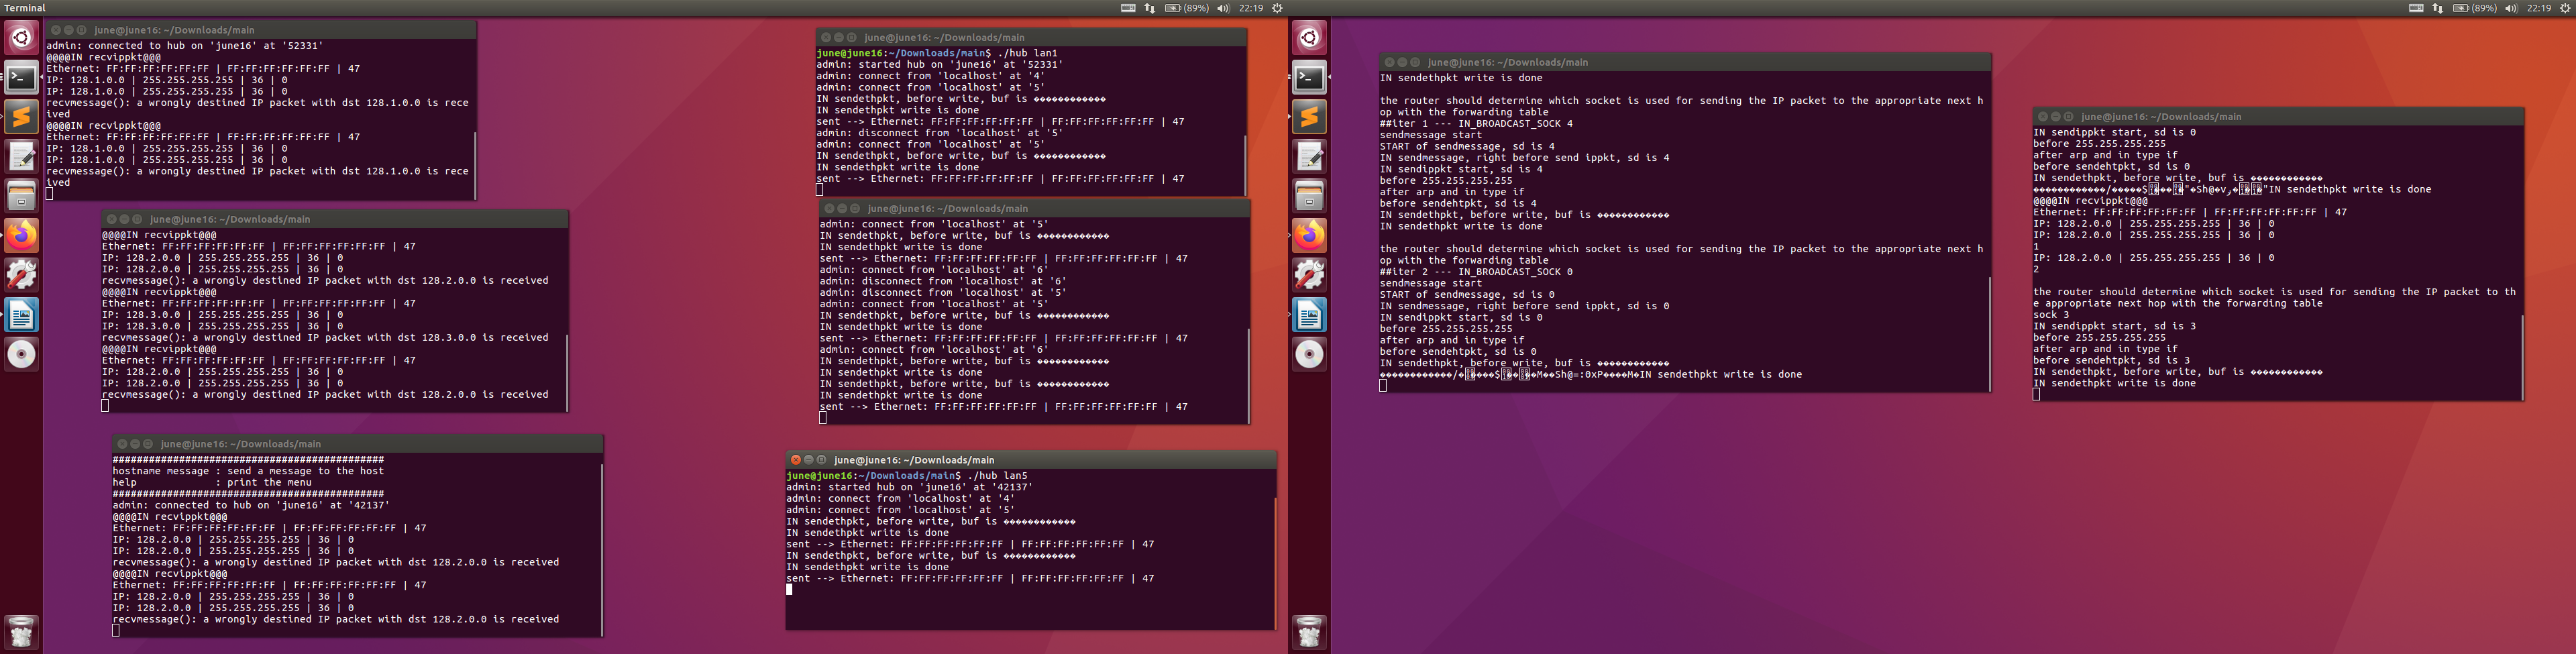 Terminal
(89%)
22:19
(89%)
22:19
june@june16: ~/Downloads/main
admin: connected to hub on 'june16' at '52331'
@@@@IN recvippkt@@@
Ethernet: FF:FF:FF:FF:FF:FF | FF:FF:FF:FF:FF:FF | 47
IP: 128.1.0.0 | 255.255.255.255 | 36 | 0
IP: 128.1.0.0 | 255.255.255.255 | 36 | 0
recvmessage(): a wrongly destined IP packet with dst 128.1.0.0 is rece
ived
@@@@IN recvippkt@@@
Ethernet: FF:FF:FF:FF:FF:FF | FF:FF:FF:FF:FF:FF | 47
IP: 128.1.0.0 | 255.255.255.255 | 36 | 0
IP: 128.1.0.0 | 255.255.255.255 | 36 | 0
recvmessage(): a wrongly destined IP packet with dst 128.1.0.0 is rece
ived
june@june16: ~/Downloads/main
@@@@IN recvippkt@@@
Ethernet: FF:FF:FF:FF:FF:FF | FF:FF:FF:FF:FF:FF | 47
IP: 128.2.0.0 | 255.255.255.255 | 36 | 0
IP: 128.2.0.0 | 255.255.255.255 | 36 | 0
recvmessage(): a wrongly destined IP packet with dst 128.2.0.0 is received
@@@@IN recvippkt@@@
Ethernet: FF:FF:FF:FF:FF:FF | FF:FF:FF:FF:FF:FF | 47
IP: 128.3.0.0 | 255.255.255.255 | 36 | 0
IP: 128.3.0.0 | 255.255.255.255 | 36 | 0
recvmessage(): a wrongly destined IP packet with dst 128.3.0.0 is received
@@@@IN recvippkt@@@
Ethernet: FF:FF:FF:FF:FF:FF | FF:FF:FF:FF:FF:FF | 47
IP: 128.2.0.0 | 255.255.255.255 | 36 | 0
IP: 128.2.0.0 | 255.255.255.255 | 36 | 0
recvmessage(): a wrongly destined IP packet with dst 128.2.0.0 is received
june@june16: ~/Downloads/main
#############################################
hostname message : send a message to the host
help             : print the menu
#############################################
admin: connected to hub on 'june16' at '42137'
@@@@IN recvippkt@@@
Ethernet: FF:FF:FF:FF:FF:FF | FF:FF:FF:FF:FF:FF | 47
IP: 128.2.0.0 | 255.255.255.255 | 36 | 0
IP: 128.2.0.0 | 255.255.255.255 | 36 | 0
recvmessage(): a wrongly destined IP packet with dst 128.2.0.0 is received
@@@@IN recvippkt@@@
Ethernet: FF:FF:FF:FF:FF:FF | FF:FF:FF:FF:FF:FF | 47
IP: 128.2.0.0 | 255.255.255.255 | 36 | 0
IP: 128.2.0.0 | 255.255.255.255 | 36 | 0
recvmessage(): a wrongly destined IP packet with dst 128.2.0.0 is received
june@june16: ~/Downloads/main
june@june16:~/Downloads/main$ ./hub lan1
admin: started hub on 'june16' at '52331'
admin: connect from 'localhost' at '4'
admin: connect from 'localhost' at '5'
IN sendethpkt, before write, buf is ��������������
IN sendethpkt write is done
sent --> Ethernet: FF:FF:FF:FF:FF:FF | FF:FF:FF:FF:FF:FF | 47
admin: disconnect from 'localhost' at '5'
admin: connect from 'localhost' at '5'
IN sendethpkt, before write, buf is ��������������
IN sendethpkt write is done
sent --> Ethernet: FF:FF:FF:FF:FF:FF | FF:FF:FF:FF:FF:FF | 47
june@june16: ~/Downloads/main
admin: connect from 'localhost' at '5'
IN sendethpkt, before write, buf is ��������������
IN sendethpkt write is done
sent --> Ethernet: FF:FF:FF:FF:FF:FF | FF:FF:FF:FF:FF:FF | 47
admin: connect from 'localhost' at '6'
admin: disconnect from 'localhost' at '6'
admin: disconnect from 'localhost' at '5'
admin: connect from 'localhost' at '5'
IN sendethpkt, before write, buf is ��������������
IN sendethpkt write is done
sent --> Ethernet: FF:FF:FF:FF:FF:FF | FF:FF:FF:FF:FF:FF | 47
admin: connect from 'localhost' at '6'
IN sendethpkt, before write, buf is ��������������
IN sendethpkt write is done
IN sendethpkt, before write, buf is ��������������
IN sendethpkt write is done
sent --> Ethernet: FF:FF:FF:FF:FF:FF | FF:FF:FF:FF:FF:FF | 47
june@june16: ~/Downloads/main
june@june16:~/Downloads/main$ ./hub lan5
admin: started hub on 'june16' at '42137'
admin: connect from 'localhost' at '4'
admin: connect from 'localhost' at '5'
IN sendethpkt, before write, buf is ��������������
IN sendethpkt write is done
sent --> Ethernet: FF:FF:FF:FF:FF:FF | FF:FF:FF:FF:FF:FF | 47
IN sendethpkt, before write, buf is ��������������
IN sendethpkt write is done
sent --> Ethernet: FF:FF:FF:FF:FF:FF | FF:FF:FF:FF:FF:FF | 47
june@june16: ~/Downloads/main
IN sendethpkt write is done
the router should determine which socket is used for sending the IP packet to the appropriate next h
op with the forwarding table
##iter 1 --- IN_BROADCAST_SOCK 4
sendmessage start
START of sendmessage, sd is 4
IN sendmessage, right before send ippkt, sd is 4
IN sendippkt start, sd is 4
before 255.255.255.255
after arp and in type if
before sendehtpkt, sd is 4
IN sendethpkt, before write, buf is ��������������
IN sendethpkt write is done
the router should determine which socket is used for sending the IP packet to the appropriate next h
op with the forwarding table
##iter 2 --- IN_BROADCAST_SOCK 0
sendmessage start
START of sendmessage, sd is 0
IN sendmessage, right before send ippkt, sd is 0
IN sendippkt start, sd is 0
before 255.255.255.255
after arp and in type if
before sendehtpkt, sd is 0
IN sendethpkt, before write, buf is ��������������
IN sendethpkt write is done
june@june16: ~/Downloads/main
IN sendippkt start, sd is 0
before 255.255.255.255
after arp and in type if
before sendehtpkt, sd is 0
IN sendethpkt, before write, buf is ��������������
IN sendethpkt write is done
@@@@IN recvippkt@@@
Ethernet: FF:FF:FF:FF:FF:FF | FF:FF:FF:FF:FF:FF | 47
IP: 128.2.0.0 | 255.255.255.255 | 36 | 0
IP: 128.2.0.0 | 255.255.255.255 | 36 | 0
1
IP: 128.2.0.0 | 255.255.255.255 | 36 | 0
2
the router should determine which socket is used for sending the IP packet to th
e appropriate next hop with the forwarding table
sock 3
IN sendippkt start, sd is 3
before 255.255.255.255
after arp and in type if
before sendehtpkt, sd is 3
IN sendethpkt, before write, buf is ��������������
IN sendethpkt write is done